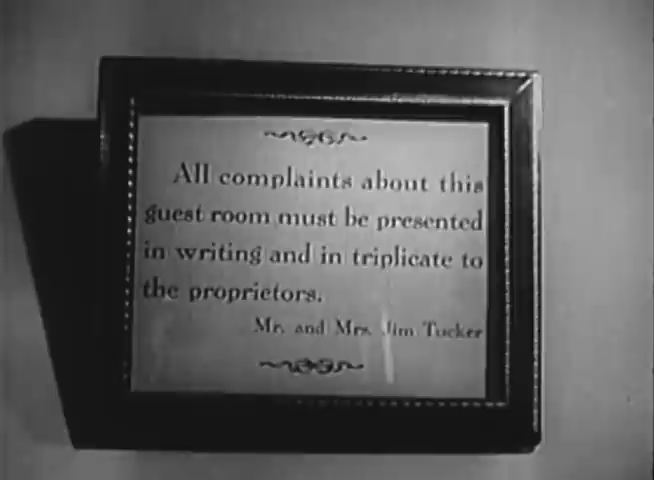 All complaints about this
guest room must be presented
in writing and in triplicate to
the proprietors.
Mr. and Mrs. Jim Tucker